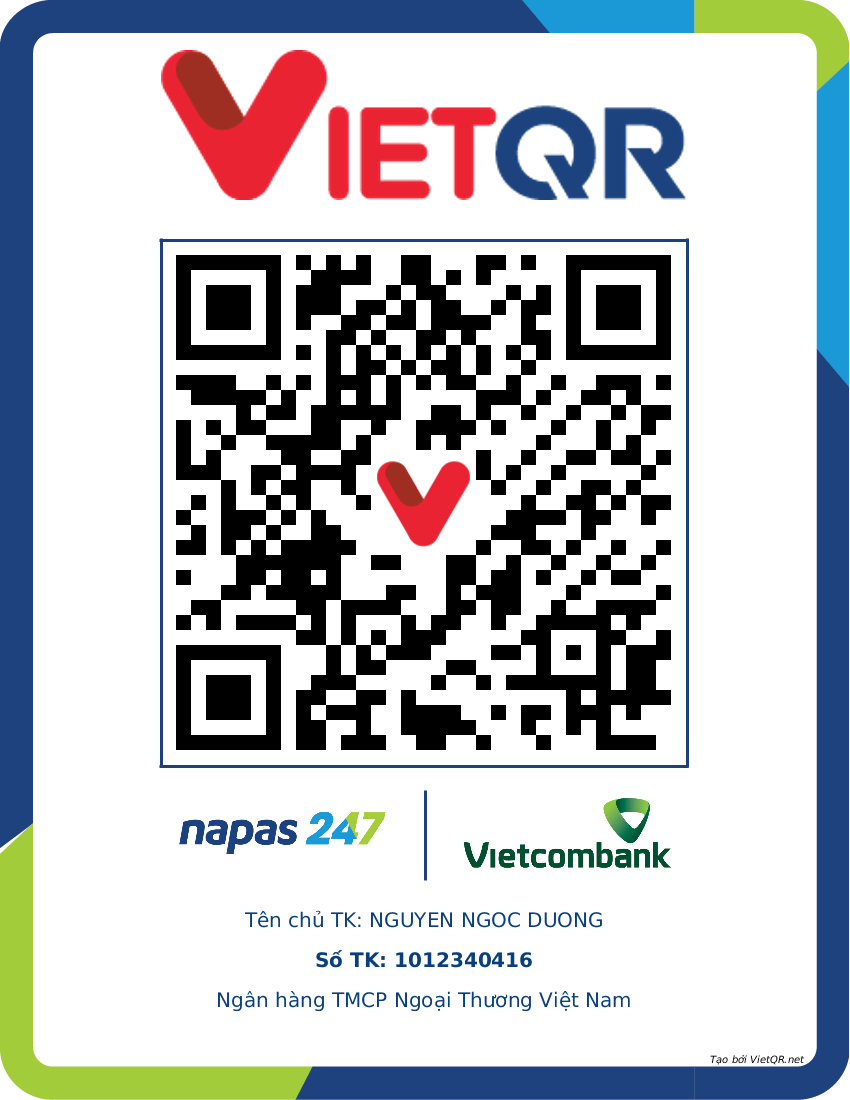 VIETQR
napas 247
Vietcombank
Tên chủ TK: NGUYEN NGOC DUONG
Số TK: 1012340416
Ngân hàng TMCP Ngoại Thương Việt Nam
Tạo bởi VietQR.net